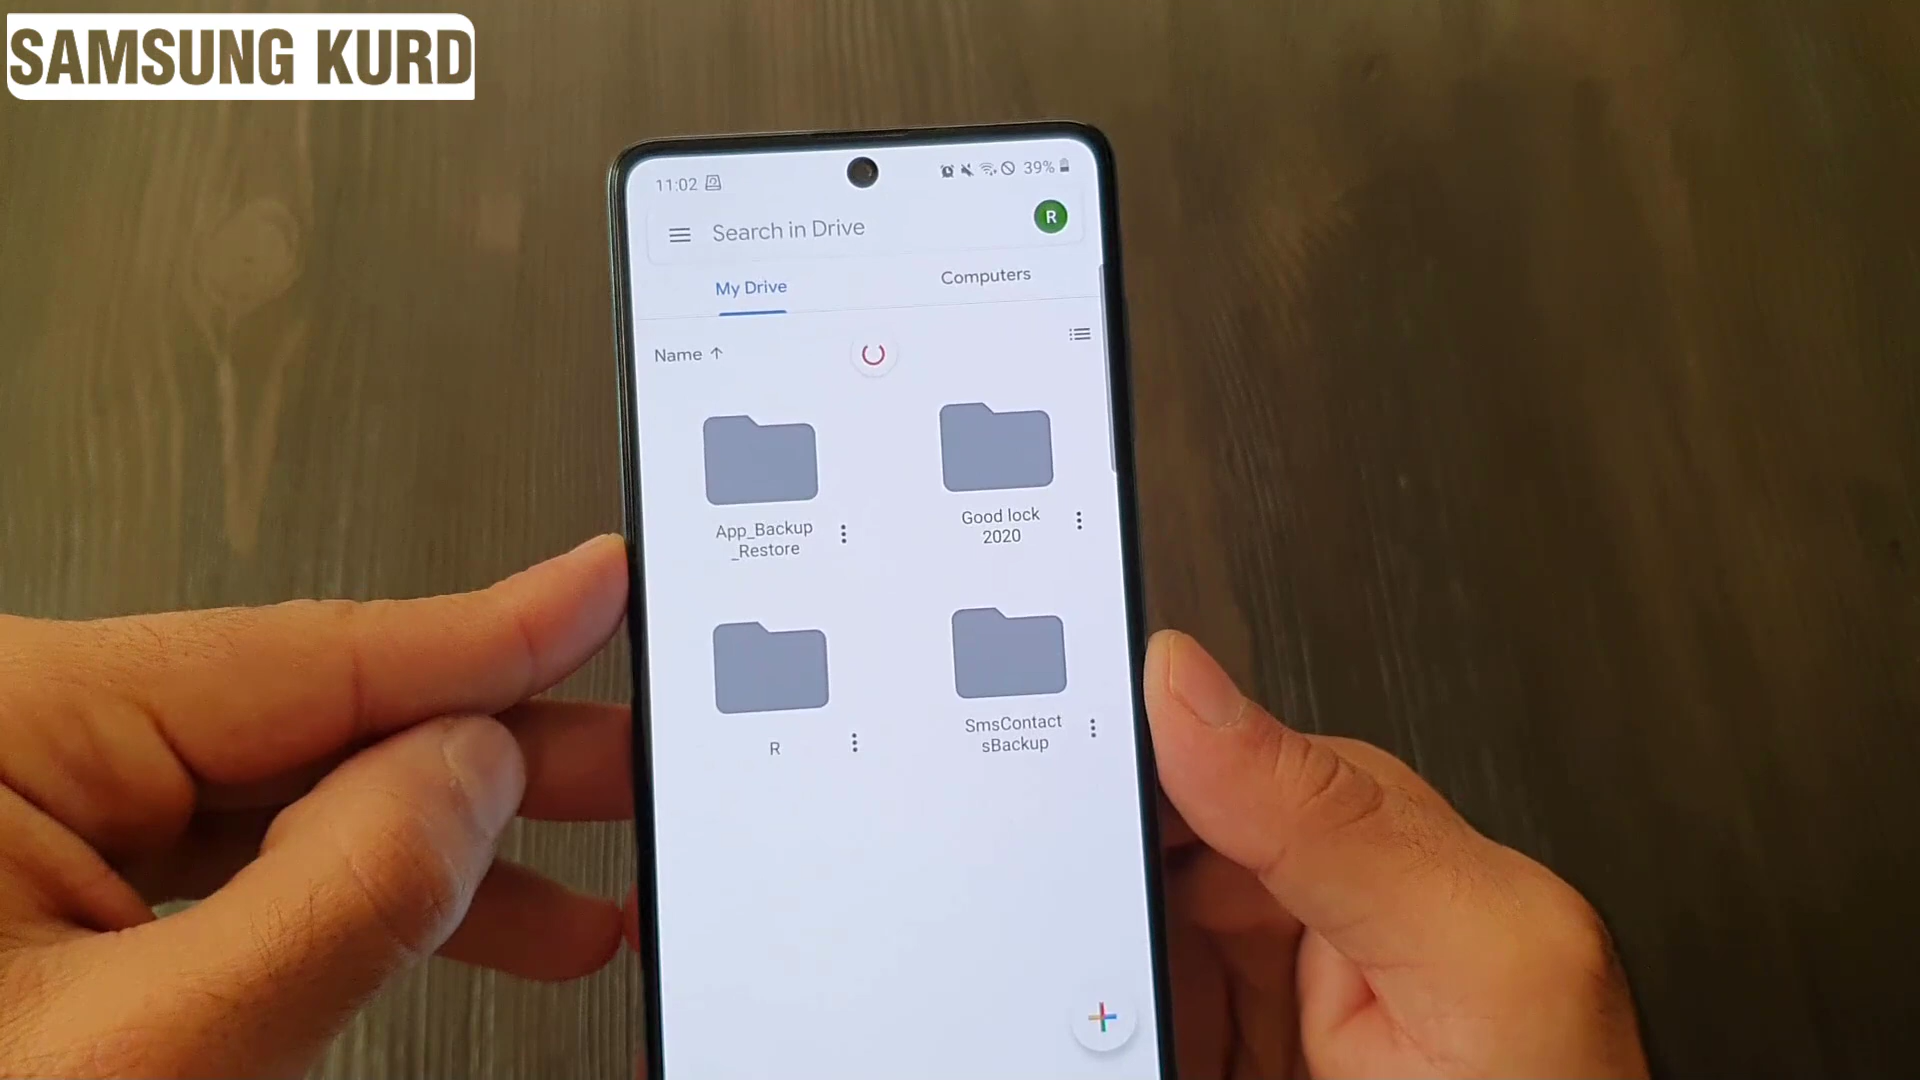 SAMSUNG KURD
11:02
39%
Search in Drive
R
My Drive
Computers
Name
App_Backup
_Restore
Good lock
2020
R
SmsContact
sBackup